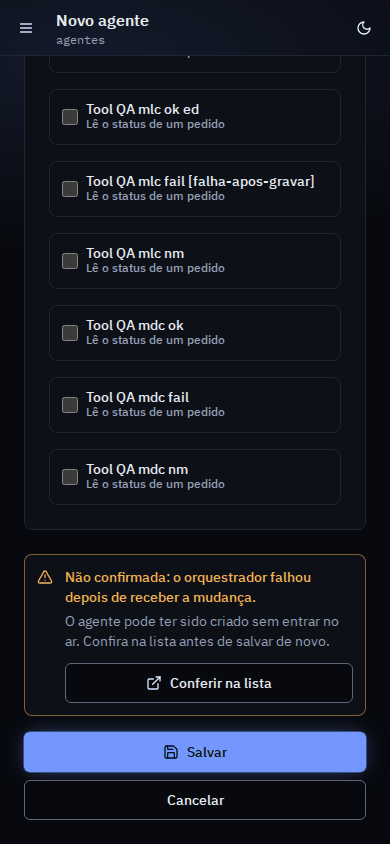 Novo agente
agentes
Tool QA mlc ok ed
Lê o status de um pedido
Tool QA mlc fail [falha-apos-gravar]
Lê o status de um pedido
Tool QA mlc nm
Lê o status de um pedido
Tool QA mdc ok
Lê o status de um pedido
Tool QA mdc fail
Lê o status de um pedido
Tool QA mdc nm
Lê o status de um pedido
Não confirmada: o orquestrador falhou
depois de receber a mudança.
O agente pode ter sido criado sem entrar no
ar. Confira na lista antes de salvar de novo.
Conferir na lista
Salvar
Cancelar